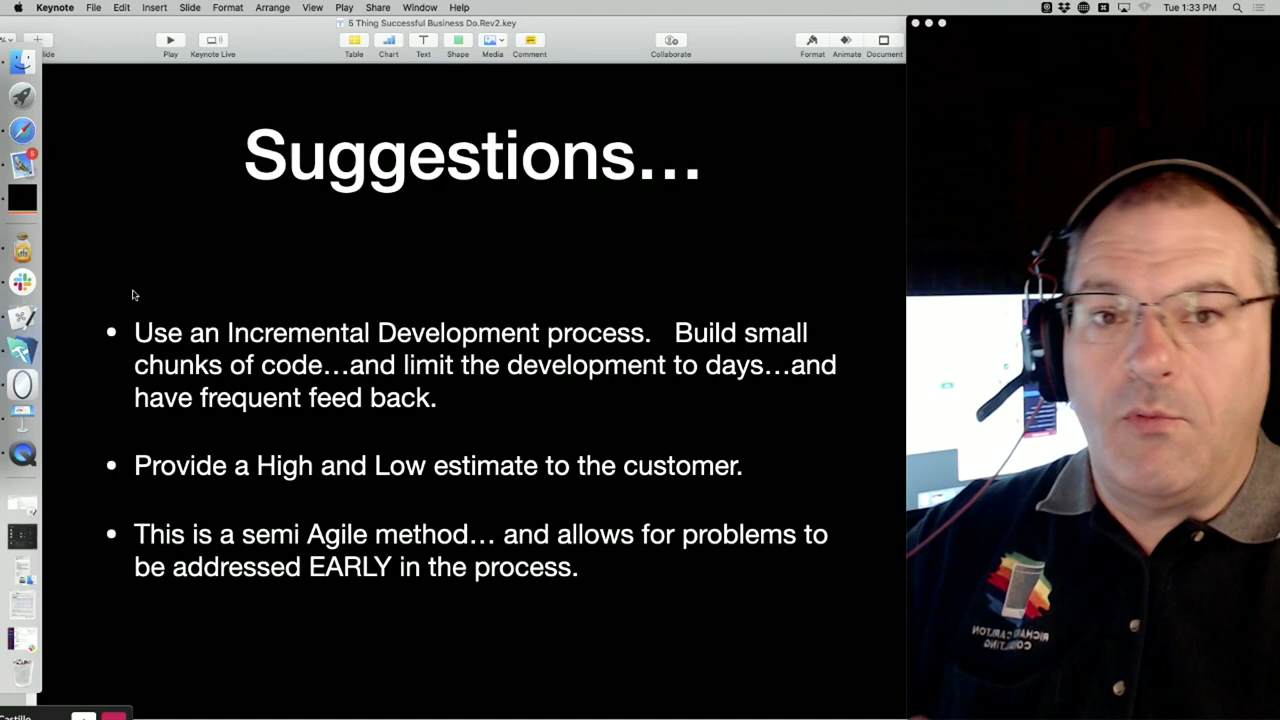 Keynote File Edit Insert Slide Format Arrange View Play Share Window Help
Tue 1:33 PM
5 Thing Successful Business Do.Rev2.key
Play Keynote Live Table Chart Text Shape Media Comment Collaborate Format Animate Document
Suggestions…
• Use an Incremental Development process. Build small
chunks of code…and limit the development to days…and
have frequent feed back.
• Provide a High and Low estimate to the customer.
• This is a semi Agile method… and allows for problems to
be addressed EARLY in the process.
RICHARD CARLTON
CONSULTING
Castillo